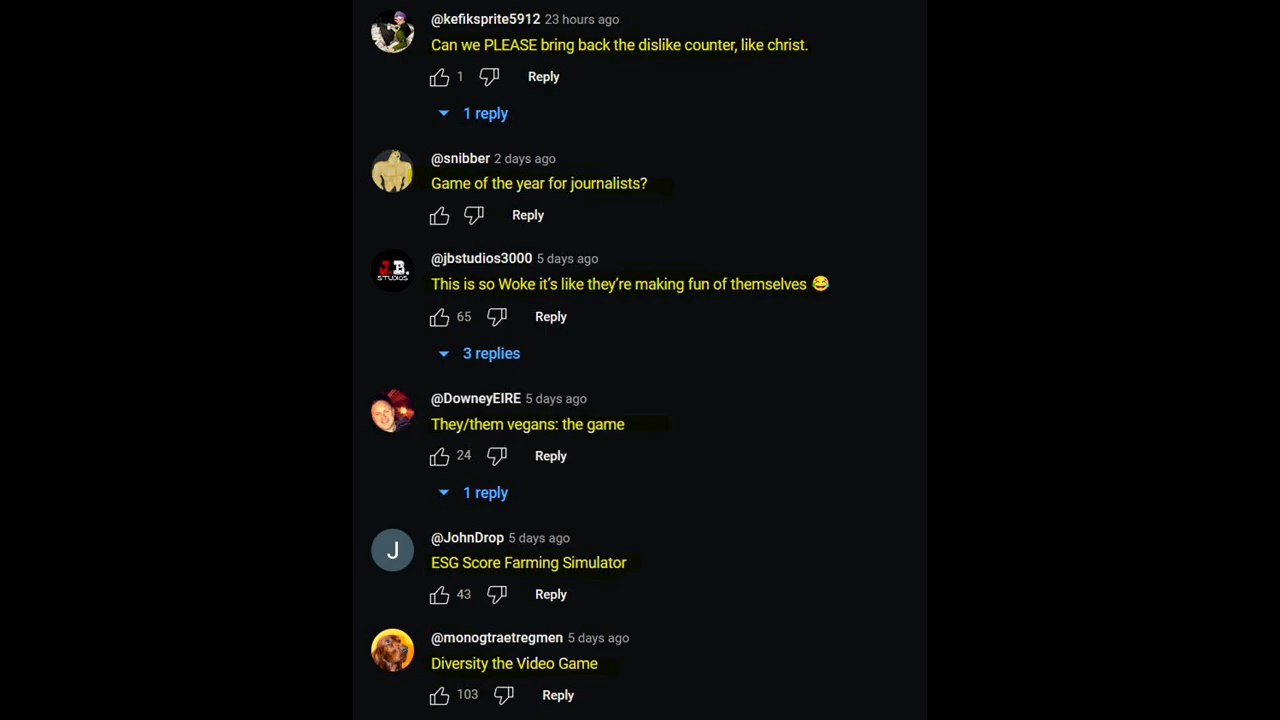 @kefiksprite5912 23 hours ago
Can we PLEASE bring back the dislike counter, like christ.
1 Reply
1 reply
@snibber 2 days ago
Game of the year for journalists?
Reply
J.B. STUDIOS
@jbstudios3000 5 days ago
This is so Woke it's like they're making fun of themselves 😂
65 Reply
3 replies
@DowneyEIRE 5 days ago
They/them vegans: the game
24 Reply
1 reply
J
@JohnDrop 5 days ago
ESG Score Farming Simulator
43 Reply
@monogtraetregmen 5 days ago
Diversity the Video Game
103 Reply